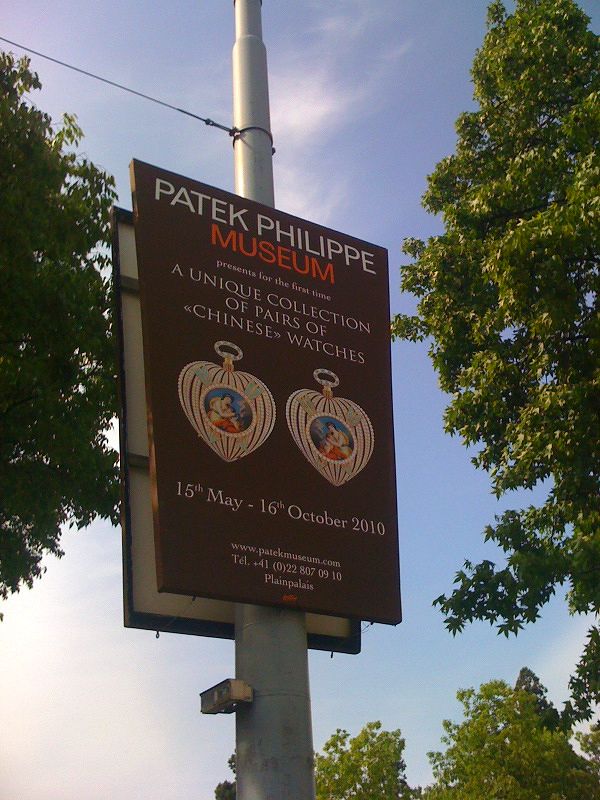 PATEK PHILIPPE
MUSEUM
presents for the first time
A UNIQUE COLLECTION
OF PAIRS OF
«CHINESE» WATCHES
15th May - 16th October 2010
www.patekmuseum.com
Tél. +41 (0)22 807 09 10
Plainpalais